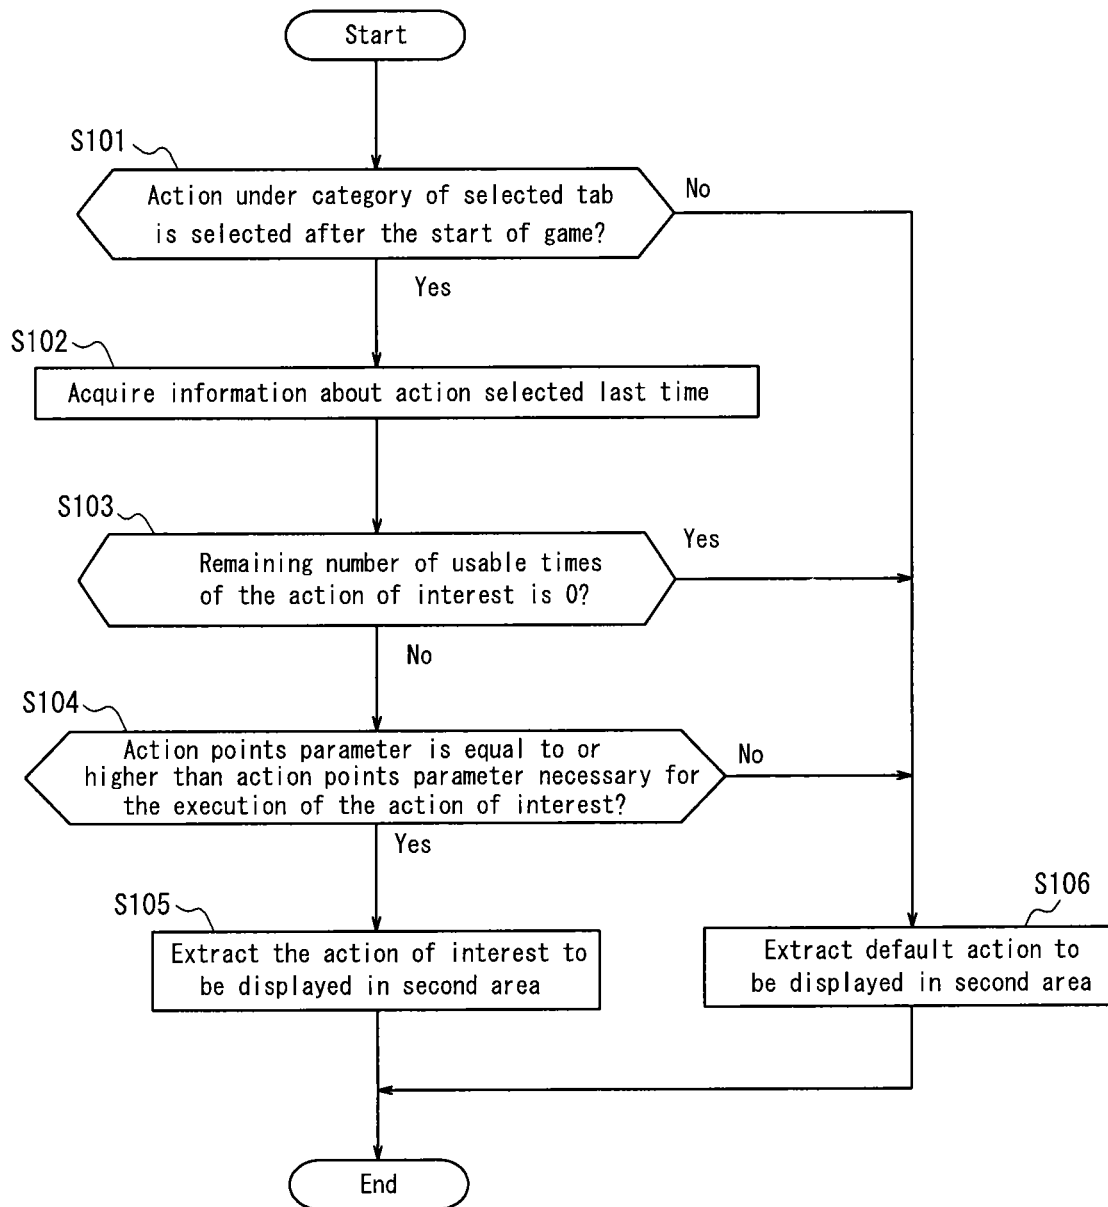 Start
S101
Action under category of selected tab
is selected after the start of game?
No
Yes
S102
Acquire information about action selected last time
S103
Remaining number of usable times
of the action of interest is 0?
Yes
No
S104
Action points parameter is equal to or
higher than action points parameter necessary for
the execution of the action of interest?
No
Yes
S105
Extract the action of interest to
be displayed in second area
S106
Extract default action to
be displayed in second area
End